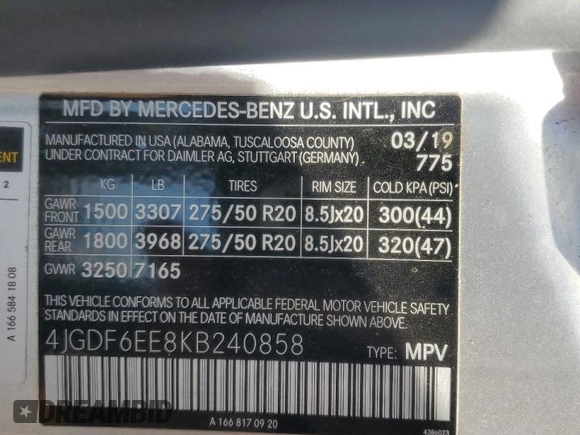 MFD BY MERCEDES-BENZ U.S. INTL., INC
MANUFACTURED IN USA (ALABAMA, TUSCALOOSA COUNTY) 03/19
UNDER CONTRACT FOR DAIMLER AG, STUTTGART (GERMANY) 775
KG LB TIRES RIM SIZE COLD KPA (PSI)
GAWR FRONT 1500 3307 275/50 R20 8.5Jx20 300(44)
GAWR REAR 1800 3968 275/50 R20 8.5Jx20 320(47)
GVWR 3250 7165
THIS VEHICLE CONFORMS TO ALL APPLICABLE FEDERAL MOTOR VEHICLE SAFETY
STANDARDS IN EFFECT ON THE DATE OF MANUFACTURE SHOWN ABOVE.
4JGDF6EE8KB240858 TYPE: MPV
A 166 817 09 20
4386023
2
A 166 584 18 08
DREAMBID